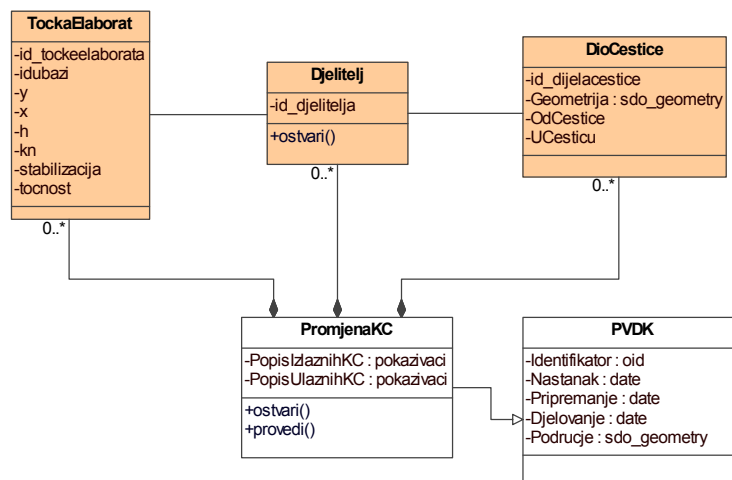 TockaElaborat
-id_tockeelaborata
-idubazi
-y
-x
-h
-kn
-stabilizacija
-tocnost
0..*
Djelitelj
-id_djelitelja
+ostvari()
0..*
DioCestice
-id_dijelacestice
-Geometrija : sdo_geometry
-OdCestice
-UCesticu
0..*
PromjenaKC
-PopisIzlaznihKC : pokazivaci
-PopisUlaznihKC : pokazivaci
+ostvari()
+provedi()
PVDK
-Identifikator : oid
-Nastanak : date
-Pripremanje : date
-Djelovanje : date
-Podrucje : sdo_geometry